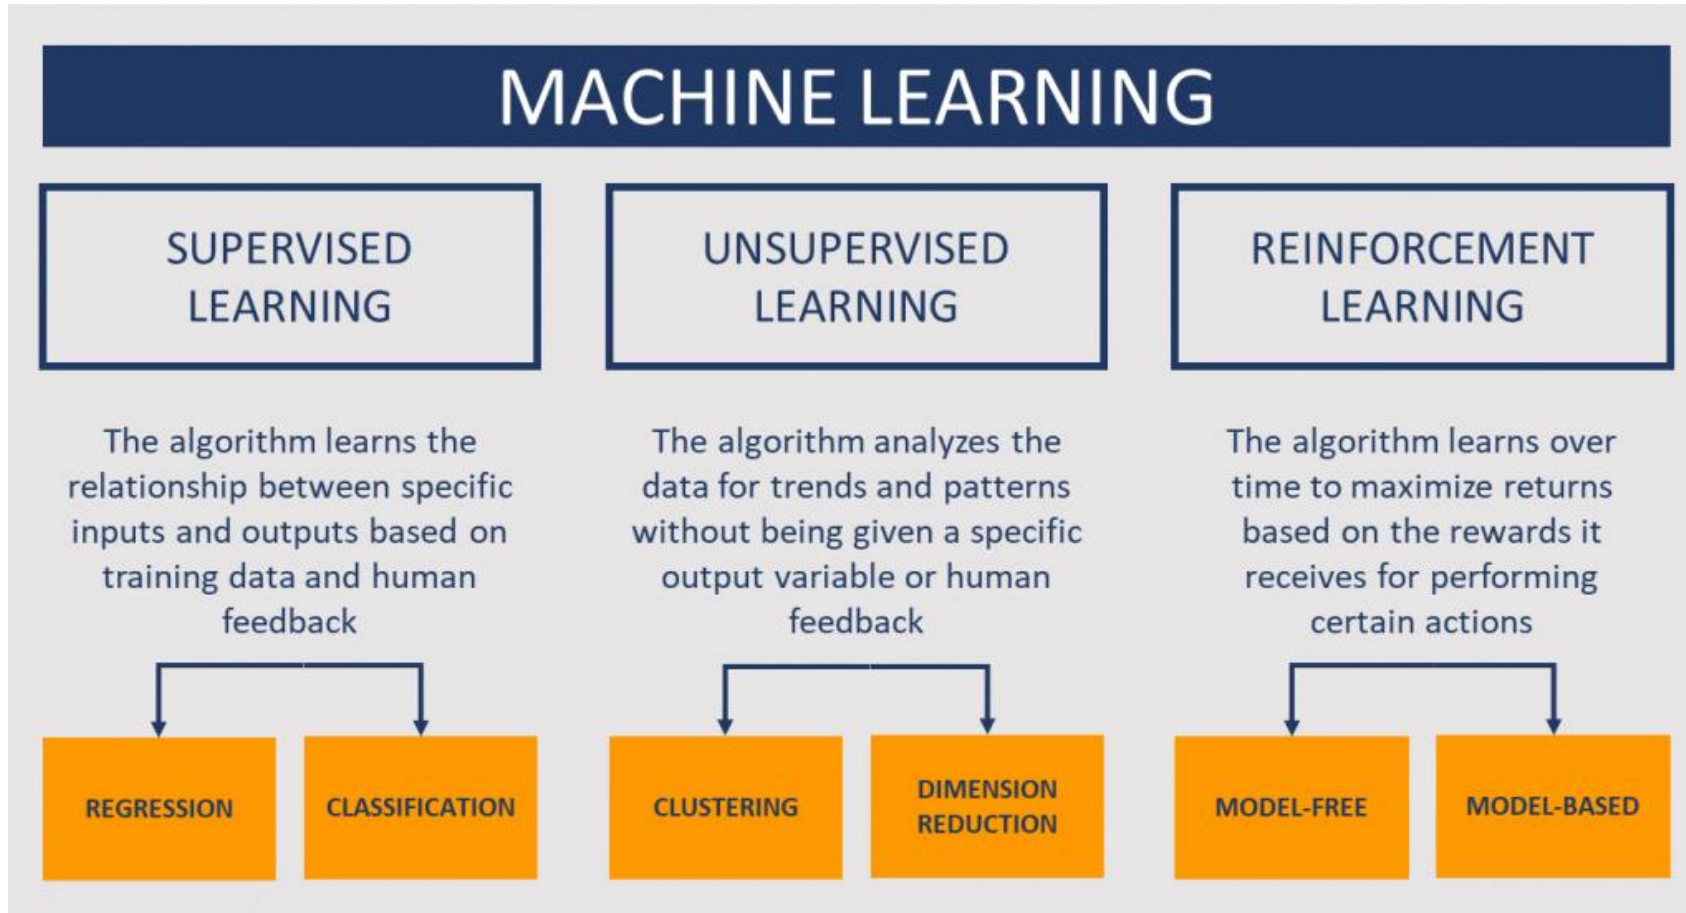 MACHINE LEARNING
SUPERVISED
LEARNING
The algorithm learns the
relationship between specific
inputs and outputs based on
training data and human
feedback
REGRESSION
CLASSIFICATION
UNSUPERVISED
LEARNING
The algorithm analyzes the
data for trends and patterns
without being given a specific
output variable or human
feedback
CLUSTERING
DIMENSION
REDUCTION
REINFORCEMENT
LEARNING
The algorithm learns over
time to maximize returns
based on the rewards it
receives for performing
certain actions
MODEL-FREE
MODEL-BASED